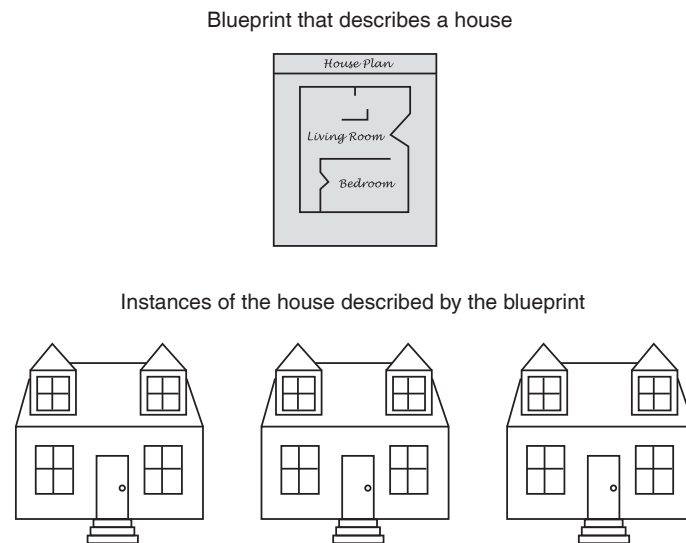 Blueprint that describes a house
House Plan
Living Room
Bedroom
Instances of the house described by the blueprint